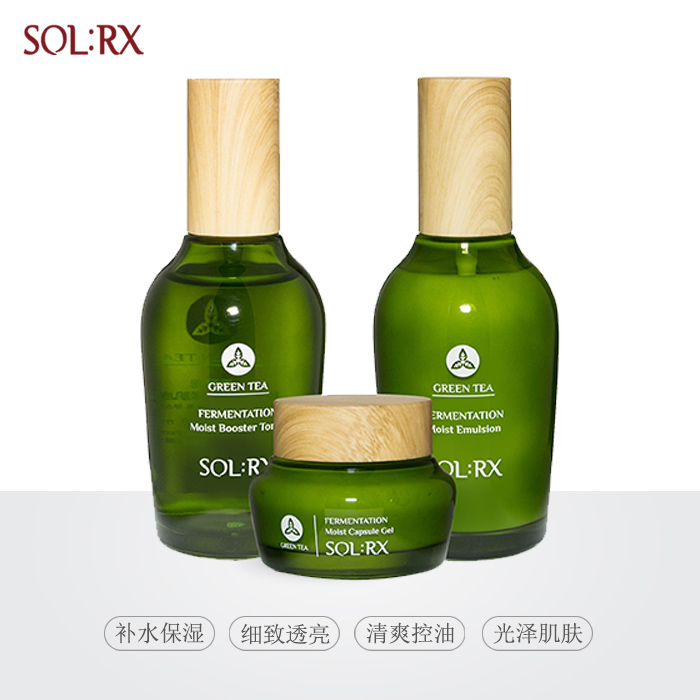 SOL:RX
GREEN TEA
FERMENTATION
Moist Booster
SOL:RX
GREEN TEA
FERMENTATION
Moist Emulsion
SOL:RX
GREEN TEA
FERMENTATION
Moist Capsule Gel
SOL:RX
补水保湿
细致透亮
清爽控油
光泽肌肤